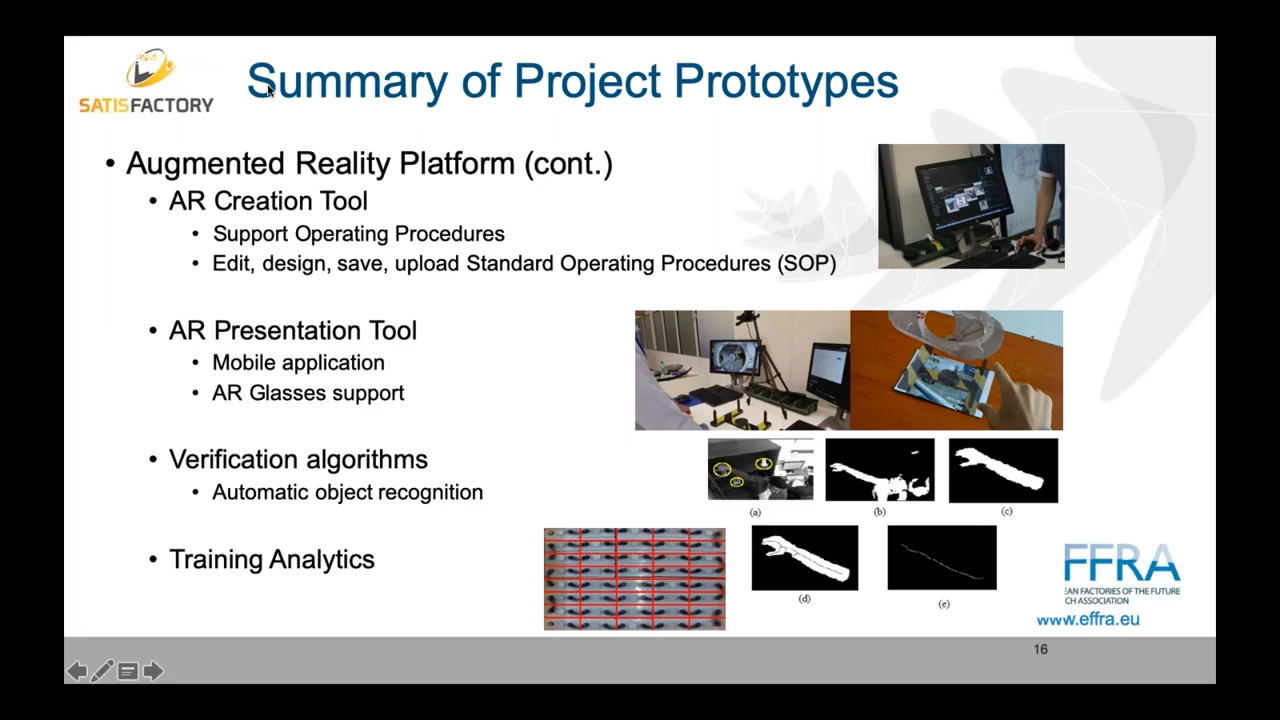 SATISFACTORY
Summary of Project Prototypes
• Augmented Reality Platform (cont.)
• AR Creation Tool
• Support Operating Procedures
• Edit, design, save, upload Standard Operating Procedures (SOP)
• AR Presentation Tool
• Mobile application
• AR Glasses support
• Verification algorithms
• Automatic object recognition
• Training Analytics
(a)
(b)
(c)
(d)
(e)
FFRA
EAN FACTORIES OF THE FUTURE
CH ASSOCIATION
www.effra.eu
16